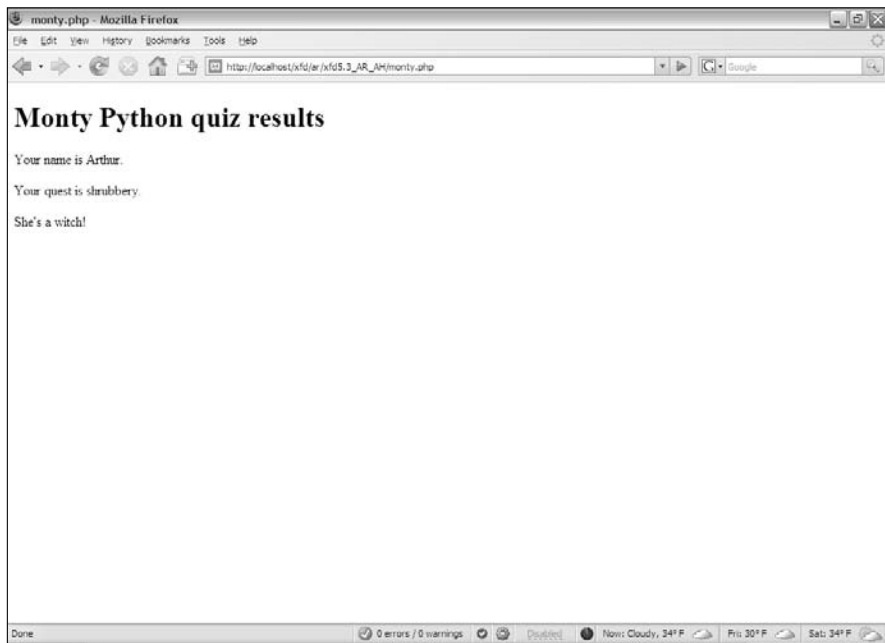 monty.php - Mozilla Firefox
File Edit View History Bookmarks Tools Help
http://localhost/xfd/ar/xfd5.3_AR_AH/monty.php
G Google
Monty Python quiz results
Your name is Arthur.
Your quest is shrubbery.
She's a witch!
Done 0 errors / 0 warnings Disabled Now: Cloudy, 34° F Fri: 30° F Sat: 34° F